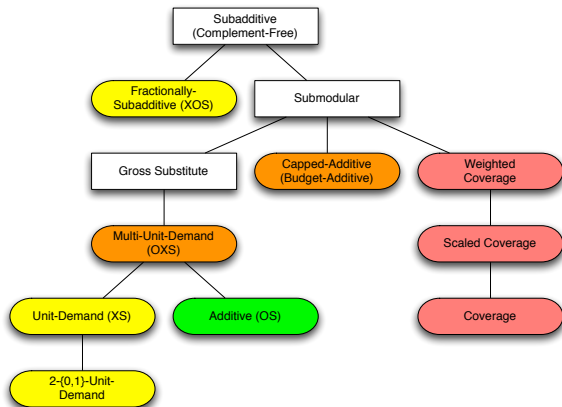 Subadditive
(Complement-Free)
Fractionally-
Subadditive (XOS)
Submodular
Gross Substitute
Capped-Additive
(Budget-Additive)
Weighted
Coverage
Multi-Unit-Demand
(OXS)
Scaled Coverage
Unit-Demand (XS)
Additive (OS)
Coverage
2-{0,1}-Unit-
Demand